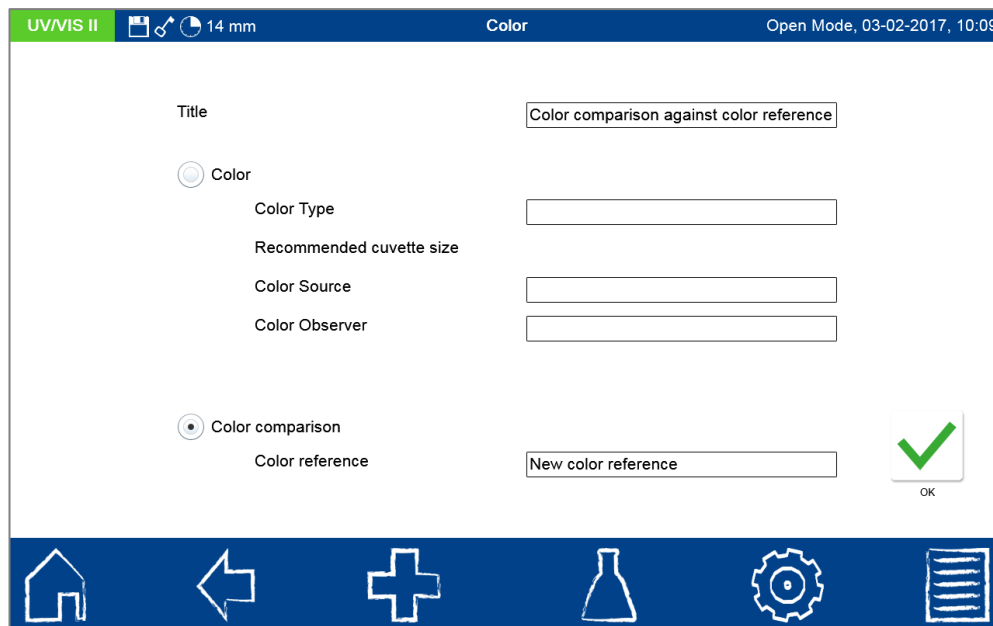 UV/VIS II 14 mm Color Open Mode, 03-02-2017, 10:09
Title Color comparison against color reference
Color
Color Type
Recommended cuvette size
Color Source
Color Observer
Color comparison
Color reference New color reference
OK